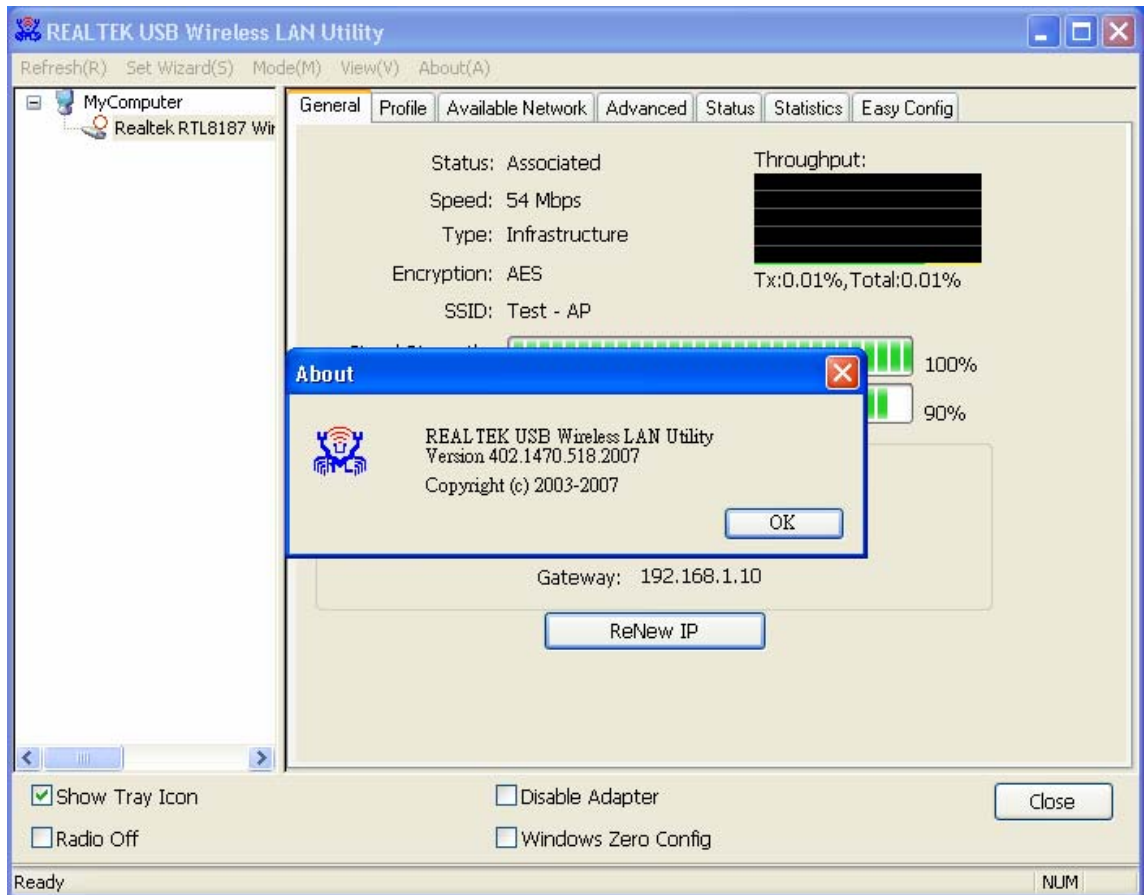 REALTEK USB Wireless LAN Utility
Refresh(R) Set Wizard(S) Mode(M) View(V) About(A)
MyComputer
Realtek RTL8187
General Profile Available Network Advanced Status Statistics Easy Config
Status: Associated
Speed: 54 Mbps
Type: Infrastructure
Encryption: AES
SSID: Test - AP
Throughput:
Tx:0.01%,Total:0.01%
100%
90%
About
REALTEK USB Wireless LAN Utility
Version 402.1470.518.2007
Copyright (c) 2003-2007
OK
Gateway: 192.168.1.10
ReNew IP
Show Tray Icon
Radio Off
Disable Adapter
Windows Zero Config
Close
Ready
NUM